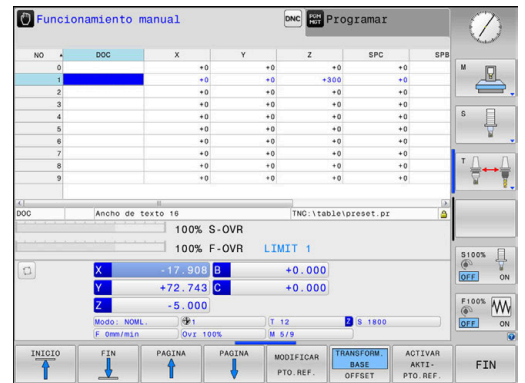 Funcionamiento manual
DNC
PGM MGT
Programar
NO DOC X Y Z SPC SPB
0 +0 +0 +0 +0
1 +0 +0 +300 +0
2 +0 +0 +0 +0
3 +0 +0 +0 +0
4 +0 +0 +0 +0
5 +0 +0 +0 +0
6 +0 +0 +0 +0
7 +0 +0 +0 +0
8 +0 +0 +0 +0
9 +0 +0 +0 +0
DOC Ancho de texto 16 TNC:\table\preset.pr
100% S-OVR
100% F-OVR LIMIT 1
X -17.908 B +0.000
Y +72.743 C +0.000
Z -5.000
Modo: NOML. 1 T 12 Z S 1800
F 0mm/min Ovr 100% M 5/9
M
S
T
S100%
OFF ON
F100%
OFF ON
INICIO
FIN
PAGINA
PAGINA
MODIFICAR
PTO.REF.
TRANSFORM.
BASE
OFFSET
ACTIVAR
AKTI-
PTO.REF.
FIN